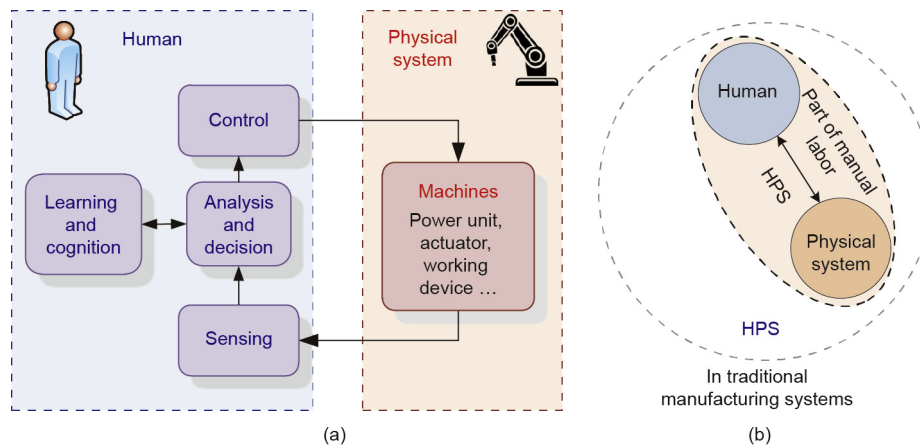 Human
Physical
system
Control
Learning
and
cognition
Analysis
and
decision
Sensing
Machines
Power unit,
actuator,
working
device ...
(a)
Human
Part of manual
labor
HPS
Physical
system
HPS
In traditional
manufacturing systems
(b)